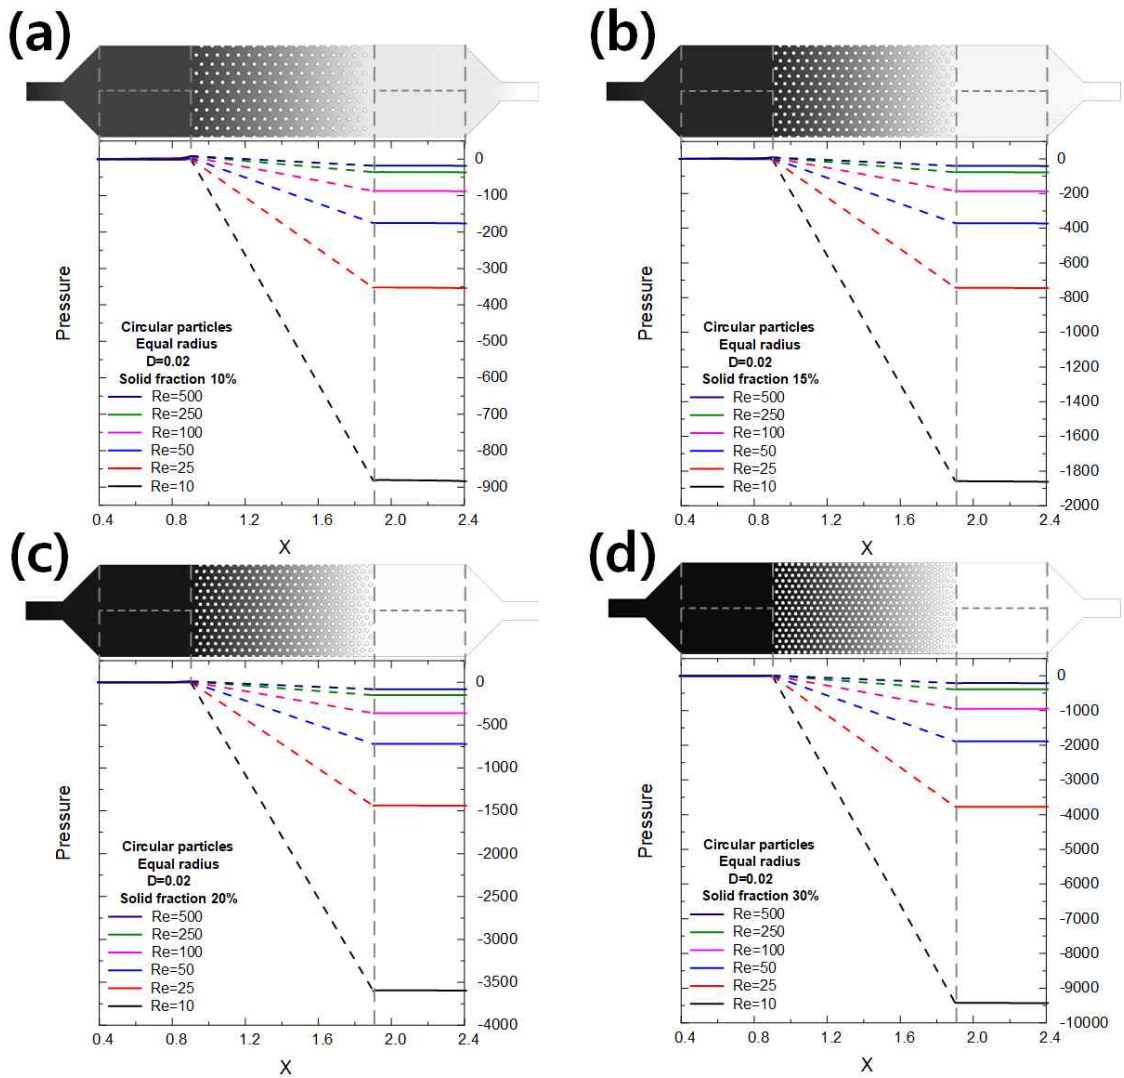 (a)
0
-100
-200
-300
-350
-400
-450
-500
-550
-600
-650
-700
-750
-800
-900
Pressure
Circular particles
Equal radius
D=0.02
Solid fraction 10%
Re=500
Re=250
Re=100
Re=50
Re=25
Re=10
0.4 0.8 1.2 1.6 2.0 2.4
X
(b)
0
-200
-400
-600
-800
-1000
-1200
-1400
-1600
-1800
-2000
Pressure
Circular particles
Equal radius
D=0.02
Solid fraction 15%
Re=500
Re=250
Re=100
Re=50
Re=25
Re=10
0.4 0.8 1.2 1.6 2.0 2.4
X
(c)
0
-500
-1000
-1500
-2000
-2500
-3000
-3500
-4000
Pressure
Circular particles
Equal radius
D=0.02
Solid fraction 20%
Re=500
Re=250
Re=100
Re=50
Re=25
Re=10
0.4 0.8 1.2 1.6 2.0 2.4
X
(d)
0
-1000
-2000
-3000
-4000
-5000
-6000
-7000
-8000
-9000
-10000
Pressure
Circular particles
Equal radius
D=0.02
Solid fraction 30%
Re=500
Re=250
Re=100
Re=50
Re=25
Re=10
0.4 0.8 1.2 1.6 2.0 2.4
X